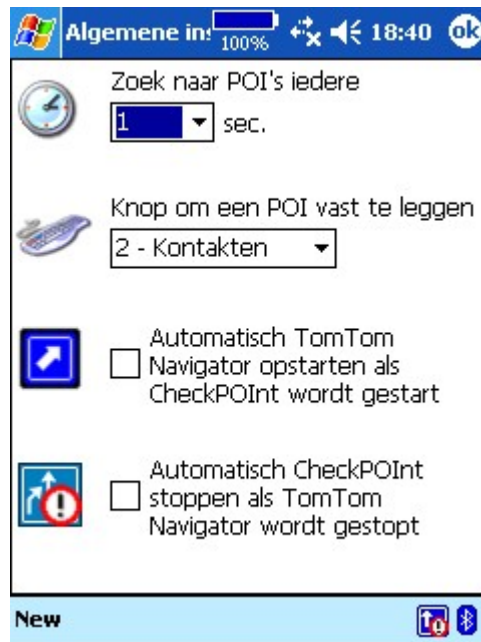 Algemene in:
100%
18:40
ok
Zoek naar POI's iedere
1 sec.
Knop om een POI vast te leggen
2 - Kontakten
Automatisch TomTom
Navigator opstarten als
CheckPOInt wordt gestart
Automatisch CheckPOInt
stoppen als TomTom
Navigator wordt gestopt
New